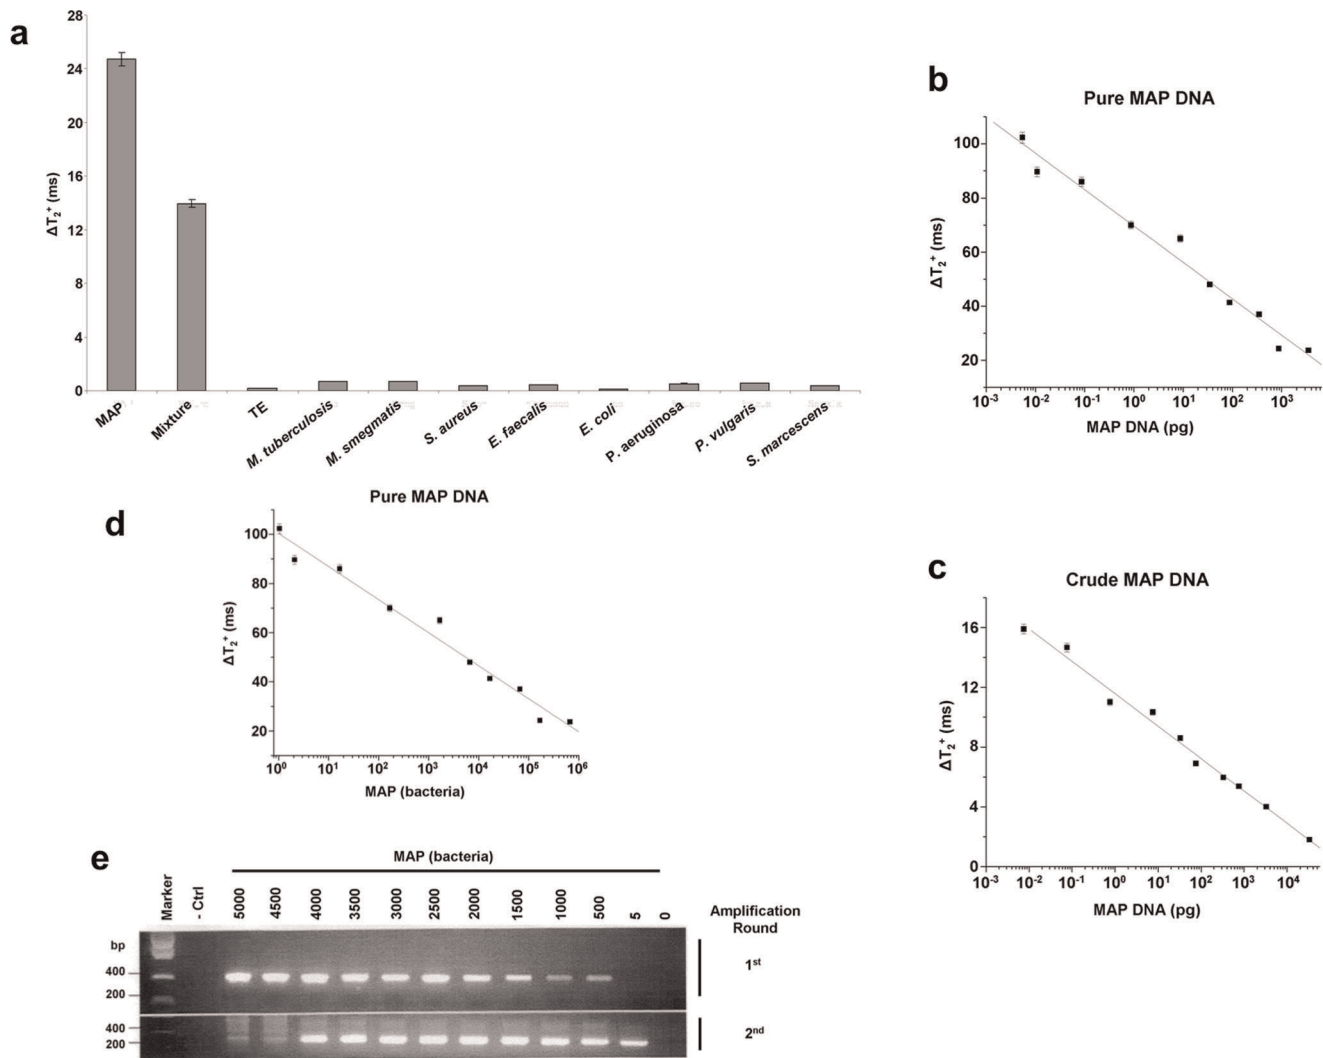 a
28
24
20
16
12
8
4
0
ΔT₂⁺ (ms)
MAP
Mixture
TE
M. tuberculosis
M. smegmatis
S. aureus
E. faecalis
E. coli
P. aeruginosa
P. vulgaris
S. marcescens
b
Pure MAP DNA
100
80
60
40
20
ΔT₂⁺ (ms)
10⁻³ 10⁻² 10⁻¹ 10⁰ 10¹ 10² 10³
MAP DNA (pg)
d
Pure MAP DNA
100
80
60
40
20
ΔT₂⁺ (ms)
10⁰ 10¹ 10² 10³ 10⁴ 10⁵ 10⁶
MAP (bacteria)
c
Crude MAP DNA
16
12
8
4
0
ΔT₂⁺ (ms)
10⁻³ 10⁻² 10⁻¹ 10⁰ 10¹ 10² 10³ 10⁴
MAP DNA (pg)
e
MAP (bacteria)
Marker
- Ctrl
5000
4500
4000
3500
3000
2500
2000
1500
1000
500
5
0
Amplification
Round
bp
400
200
1st
400
200
2nd